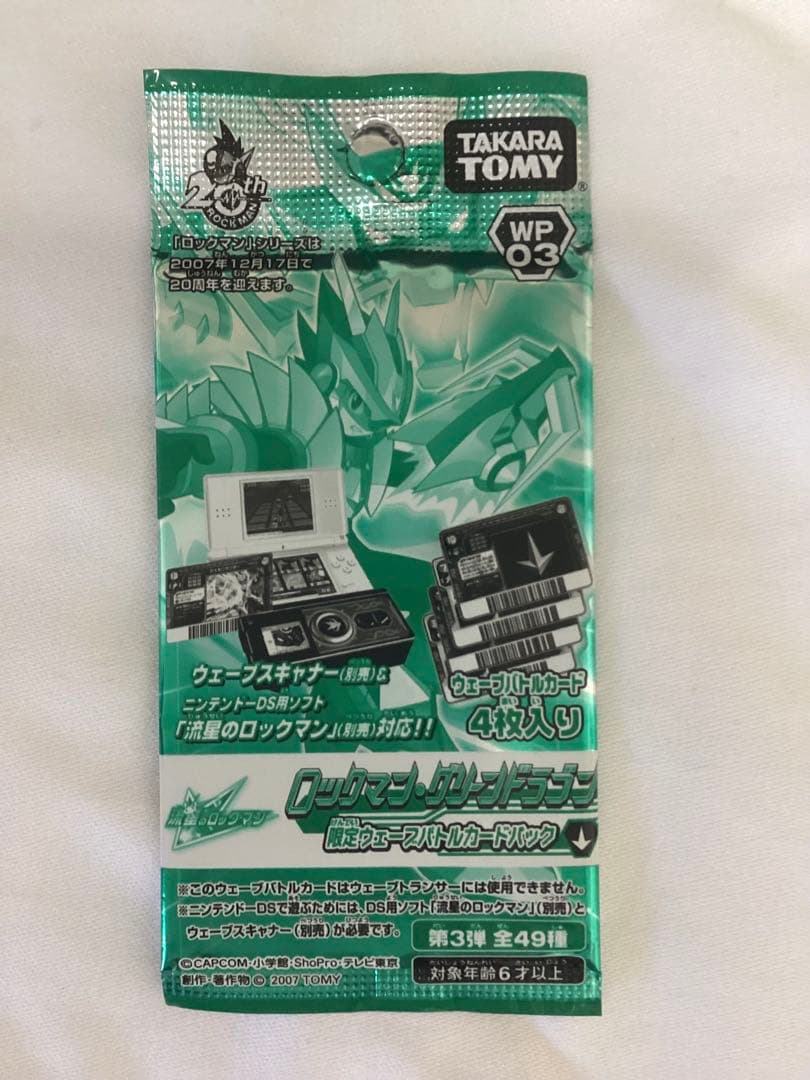 20th
ROCKMAN
TAKARA
TOMY
®
WP
03
「ロックマン」シリーズは
2007年12月17日で
20周年を迎えます。
ウェーブスキャナー(別売)&
ニンテンドーDS用ソフト
「流星のロックマン」(別売)対応!!
ウェーブバトルカード
4枚入り
流星のロックマン
ロックマン・グリーンドラゴン
限定ウェーブバトルカードパック
※このウェーブバトルカードはウェーブトランサーには使用できません。
※ニンテンドーDSで遊ぶためには、DS用ソフト「流星のロックマン」(別売)と
ウェーブスキャナー(別売)が必要です。
第3弾 全49種
©CAPCOM・小学館・ShoPro・テレビ東京
創作・著作物 © 2007 TOMY
対象年齢6才以上